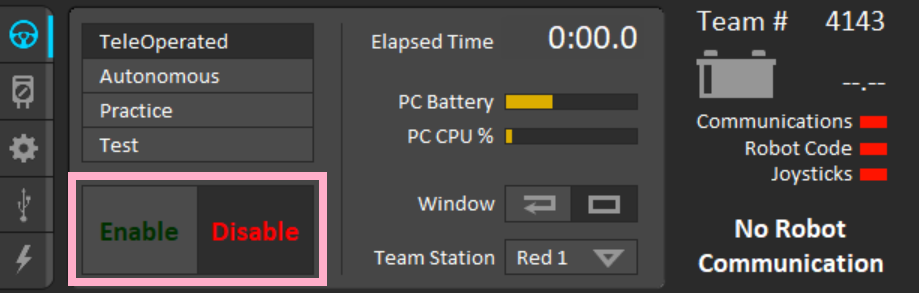 TeleOperated
Autonomous
Practice
Test
Enable Disable
Elapsed Time 0:00.0
PC Battery
PC CPU %
Window
Team Station Red 1
Team # 4143
--.--
Communications
Robot Code
Joysticks
No Robot
Communication